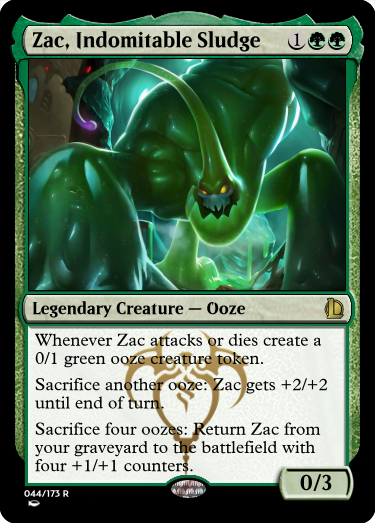 Zac, Indomitable Sludge 1
Legendary Creature — Ooze
Whenever Zac attacks or dies create a
0/1 green ooze creature token.
Sacrifice another ooze: Zac gets +2/+2
until end of turn.
Sacrifice four oozes: Return Zac from
your graveyard to the battlefield with
four +1/+1 counters.
0/3
044/173 R